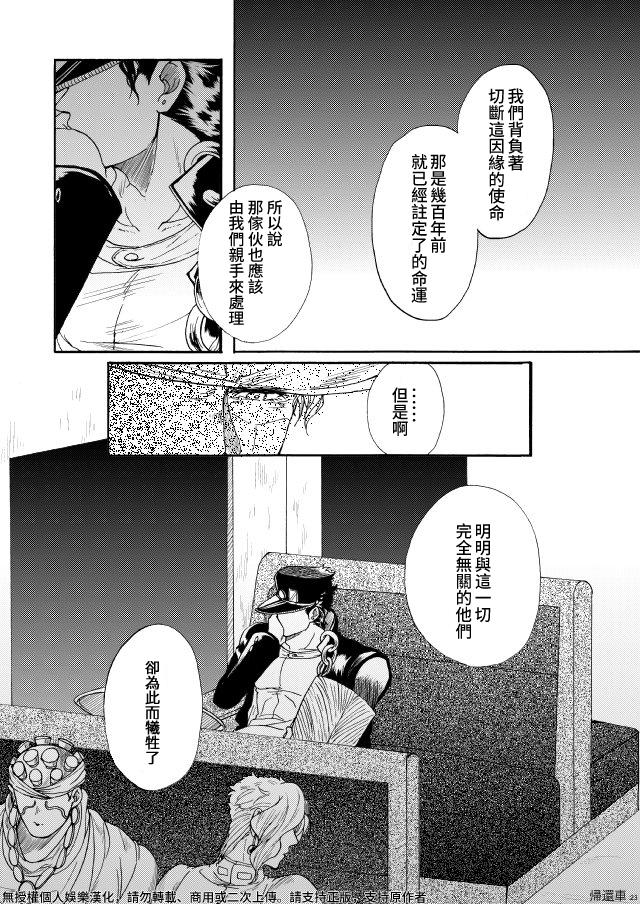 我們背負著
切斷這因緣的使命
那是幾百年前
就已經註定了的命運
所以說
那傢伙也應該
由我們親手來處理
……
但是啊
明明與這一切
完全無關的他們
卻為此而犧牲了
無授權個人娛樂漢化，請勿轉載、商用或二次上傳。請支持正版，支持原作者
帰還車 23